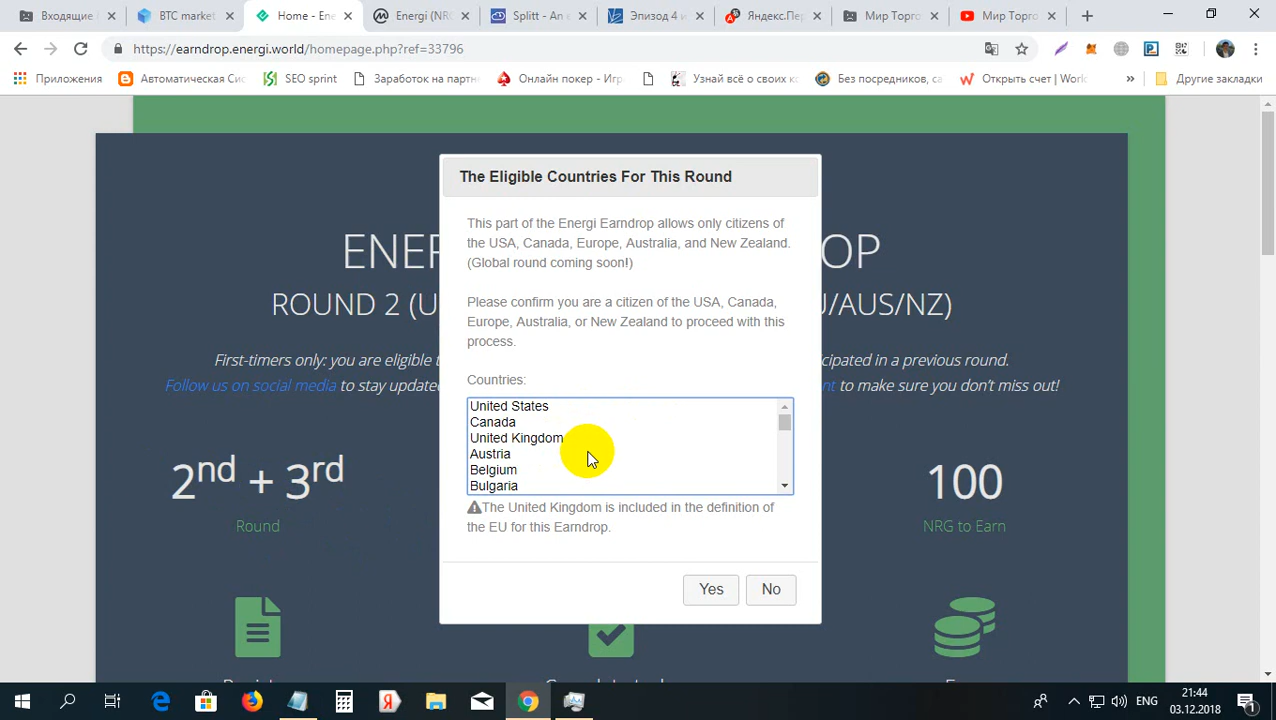 Входящие
BTC market
Home - Ene
Energi (NRG
Splitt - An e
Эпизод 4 и
Яндекс.Пер
Мир Торго
Мир Торго
https://earndrop.energi.world/homepage.php?ref=33796
Приложения
Автоматическая Сис
SEO sprint
Заработок на партн
Онлайн покер - Игр
Узнай всё о своих ко
Без посредников, са
Открыть счет | World
»
Другие закладки
The Eligible Countries For This Round
This part of the Energi Earndrop allows only citizens of
the USA, Canada, Europe, Australia, and New Zealand.
(Global round coming soon!)
Please confirm you are a citizen of the USA, Canada,
Europe, Australia, or New Zealand to proceed with this
process.
Countries:
United States
Canada
United Kingdom
Austria
Belgium
Bulgaria
The United Kingdom is included in the definition of
the EU for this Earndrop.
Yes No
ENER OP
ROUND 2 (U U/AUS/NZ)
First-timers only: you are eligible t ticipated in a previous round.
Follow us on social media to stay update nt to make sure you don't miss out!
2nd + 3rd
Round
100
NRG to Earn
ENG
21:44
03.12.2018
1